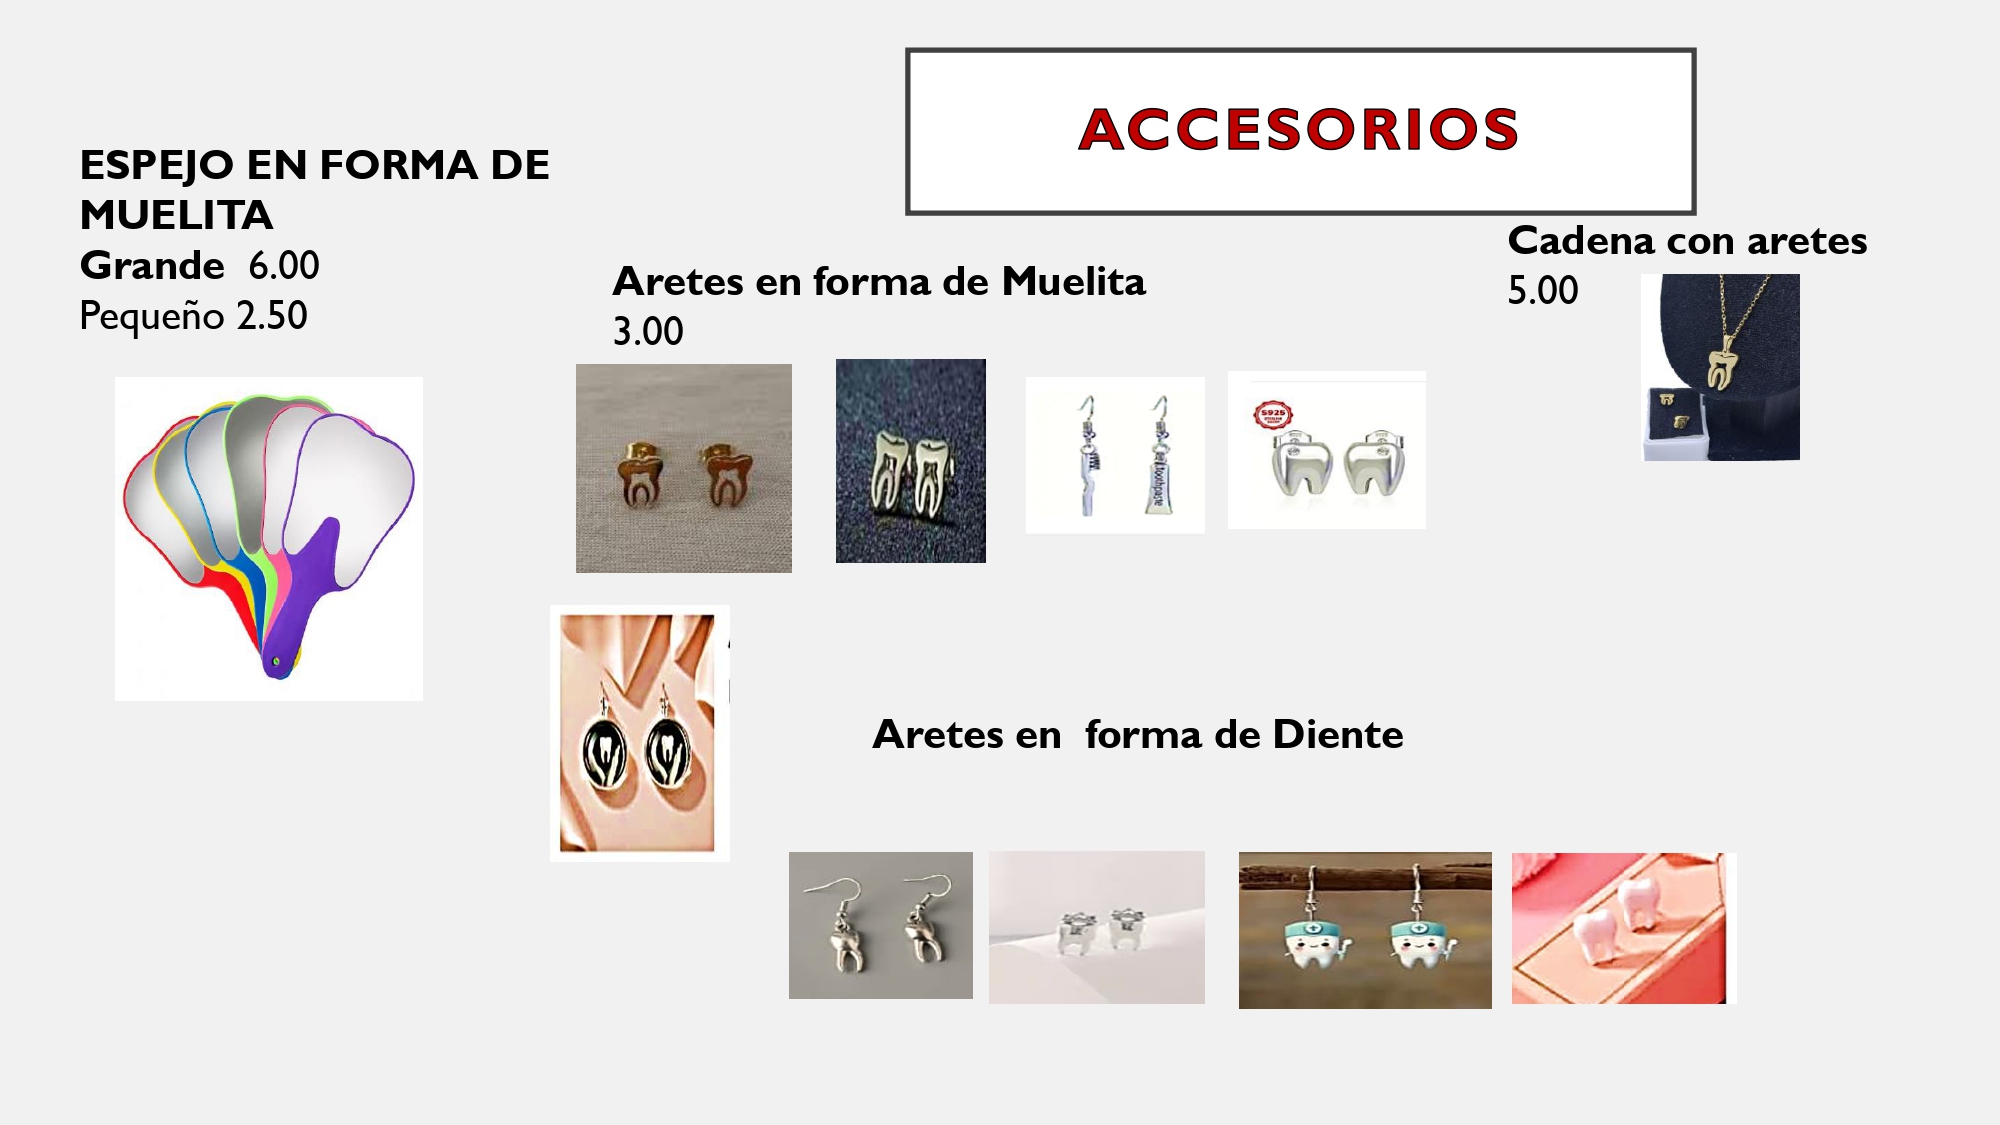 ACCESORIOS
ESPEJO EN FORMA DE
MUELITA
Grande 6.00
Pequeño 2.50
Aretes en forma de Muelita
3.00
Cadena con aretes
5.00
S925
toothpaste
Aretes en forma de Diente